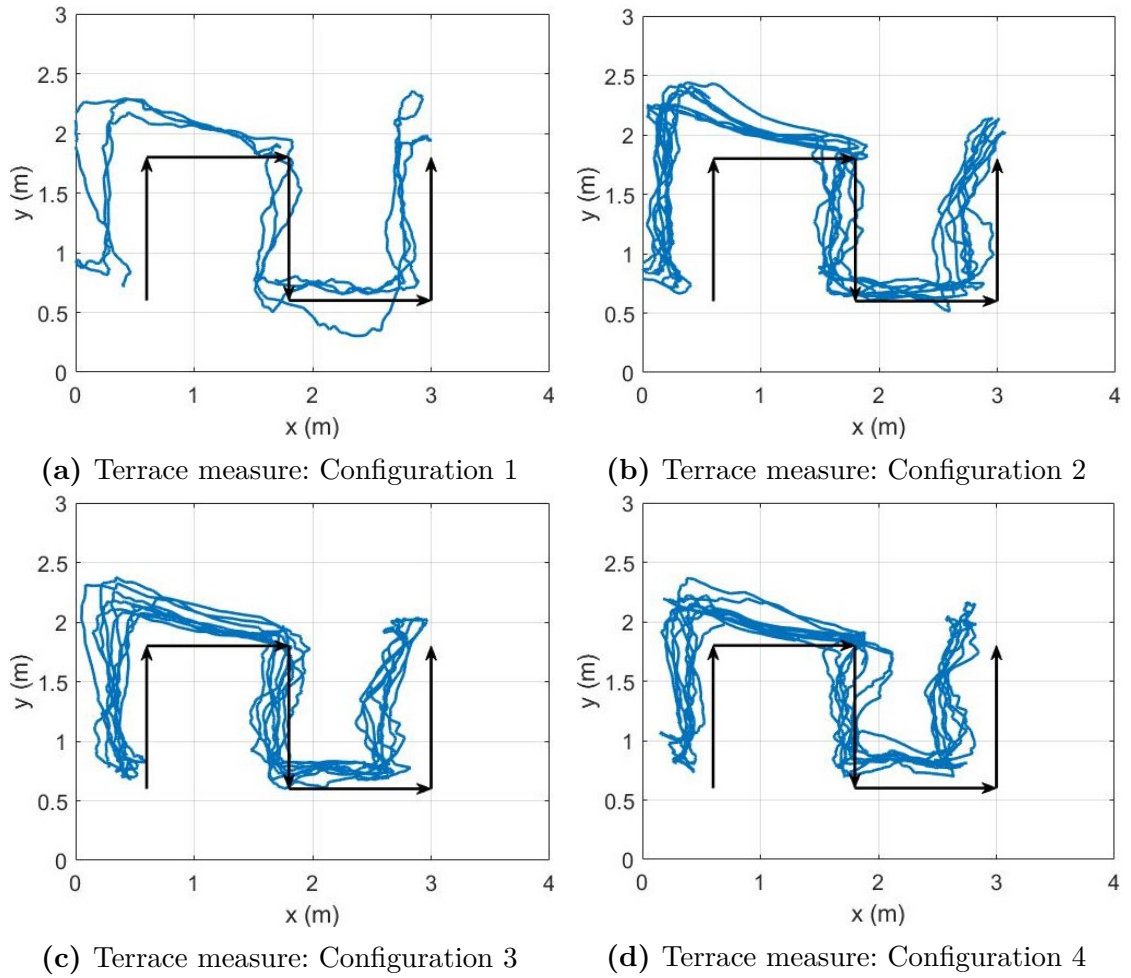 3
2.5
2
1.5
1
0.5
0
y (m)
0 1 2 3 4
x (m)
3
2.5
2
1.5
1
0.5
0
y (m)
0 1 2 3 4
x (m)
(a) Terrace measure: Configuration 1
(b) Terrace measure: Configuration 2
3
2.5
2
1.5
1
0.5
0
y (m)
0 1 2 3 4
x (m)
3
2.5
2
1.5
1
0.5
0
y (m)
0 1 2 3 4
x (m)
(c) Terrace measure: Configuration 3
(d) Terrace measure: Configuration 4